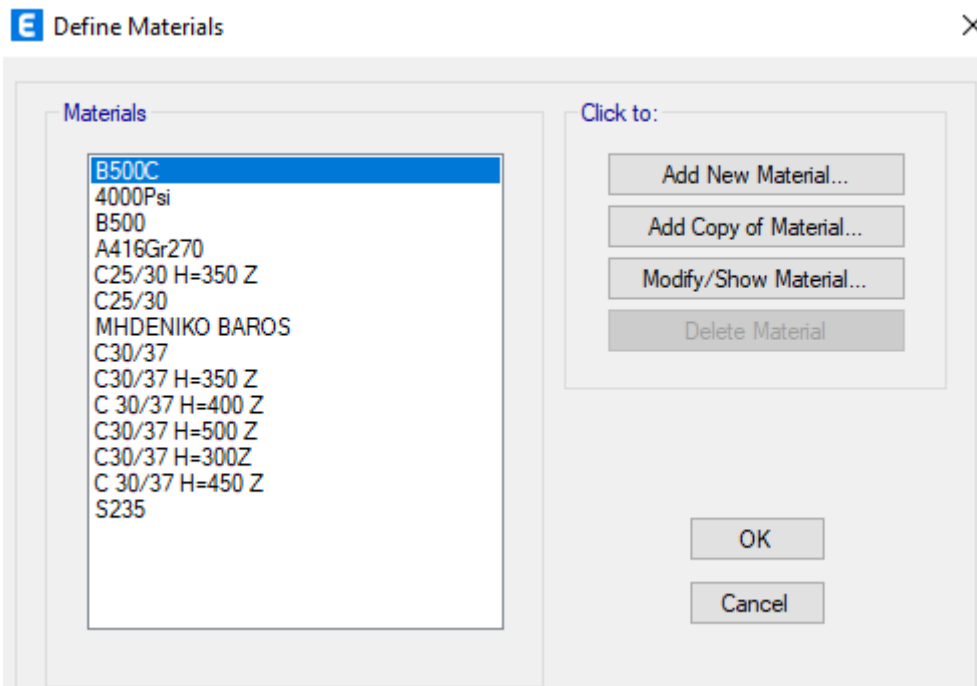 E Define Materials
Materials
B500C
4000Psi
B500
A416Gr270
C25/30 H=350 Z
C25/30
MHDENIKO BAROS
C30/37
C30/37 H=350 Z
C 30/37 H=400 Z
C30/37 H=500 Z
C30/37 H=300Z
C 30/37 H=450 Z
S235
Click to:
Add New Material...
Add Copy of Material...
Modify/Show Material...
Delete Material
OK
Cancel